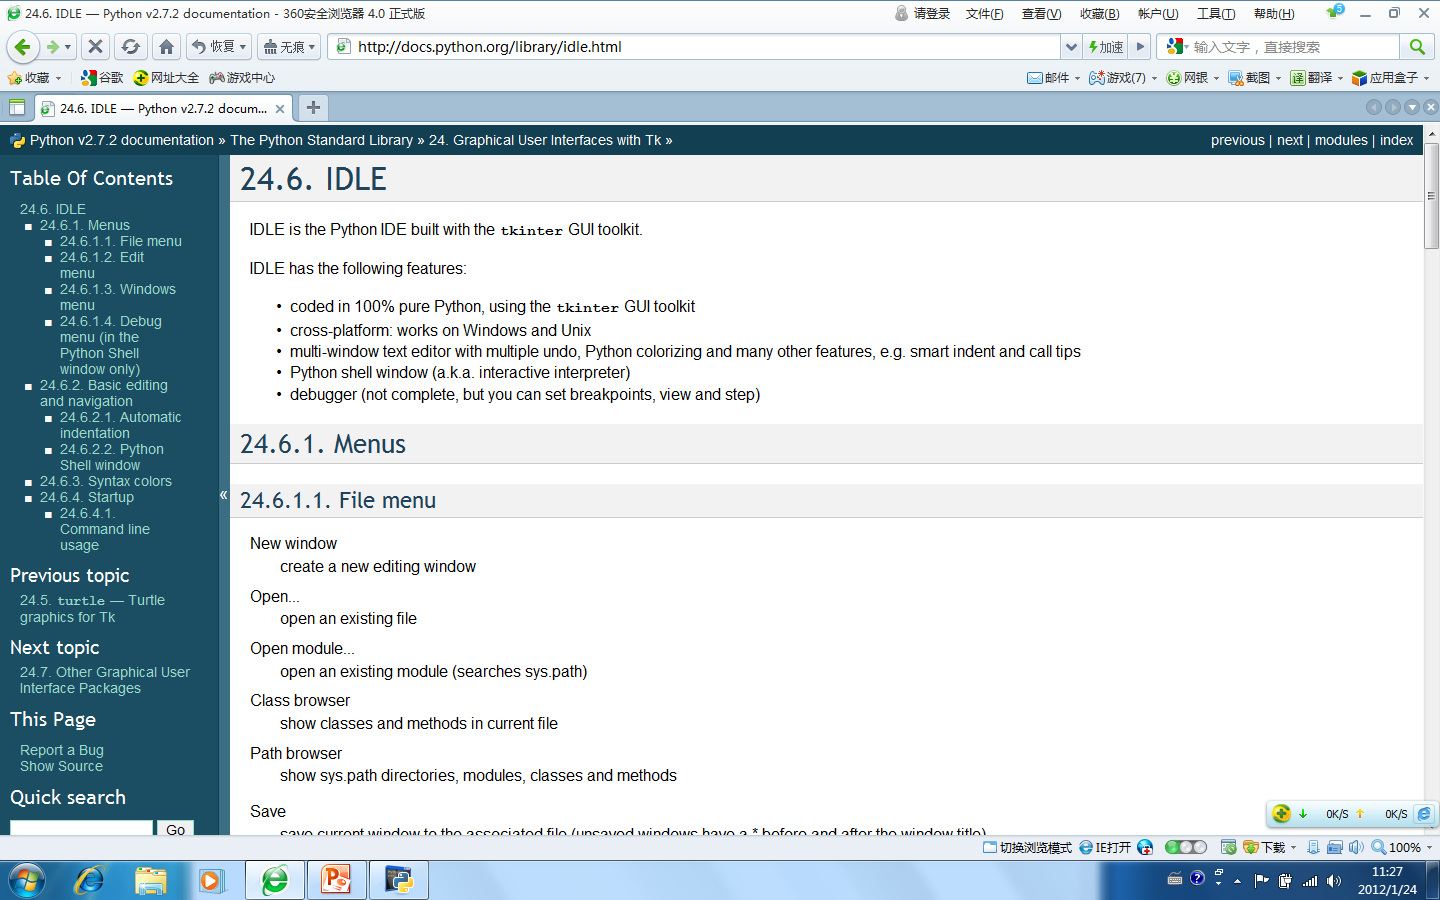 24.6. IDLE — Python v2.7.2 documentation - 360安全浏览器 4.0 正式版
请登录 文件(F) 查看(V) 收藏(B) 帐户(U) 工具(T) 帮助(H) 5
恢复 无痕 http://docs.python.org/library/idle.html 加速 输入文字，直接搜索
收藏 谷歌 网址大全 游戏中心 邮件 游戏(7) 网银 截图 翻译 应用盒子
24.6. IDLE — Python v2.7.2 docum...
Python v2.7.2 documentation » The Python Standard Library » 24. Graphical User Interfaces with Tk » previous | next | modules | index
Table Of Contents
24.6. IDLE
24.6.1. Menus
24.6.1.1. File menu
24.6.1.2. Edit
menu
24.6.1.3. Windows
menu
24.6.1.4. Debug
menu (in the
Python Shell
window only)
24.6.2. Basic editing
and navigation
24.6.2.1. Automatic
indentation
24.6.2.2. Python
Shell window
24.6.3. Syntax colors
24.6.4. Startup
24.6.4.1.
Command line
usage
Previous topic
24.5. turtle — Turtle
graphics for Tk
Next topic
24.7. Other Graphical User
Interface Packages
This Page
Report a Bug
Show Source
Quick search
Go
«
24.6. IDLE
IDLE is the Python IDE built with the tkinter GUI toolkit.
IDLE has the following features:
• coded in 100% pure Python, using the tkinter GUI toolkit
• cross-platform: works on Windows and Unix
• multi-window text editor with multiple undo, Python colorizing and many other features, e.g. smart indent and call tips
• Python shell window (a.k.a. interactive interpreter)
• debugger (not complete, but you can set breakpoints, view and step)
24.6.1. Menus
24.6.1.1. File menu
New window
create a new editing window
Open...
open an existing file
Open module...
open an existing module (searches sys.path)
Class browser
show classes and methods in current file
Path browser
show sys.path directories, modules, classes and methods
Save
save current window to the associated file (unsaved windows have a * before and after the window title)
0K/S 0K/S
切换浏览模式 IE打开 下载 100%
11:27
2012/1/24